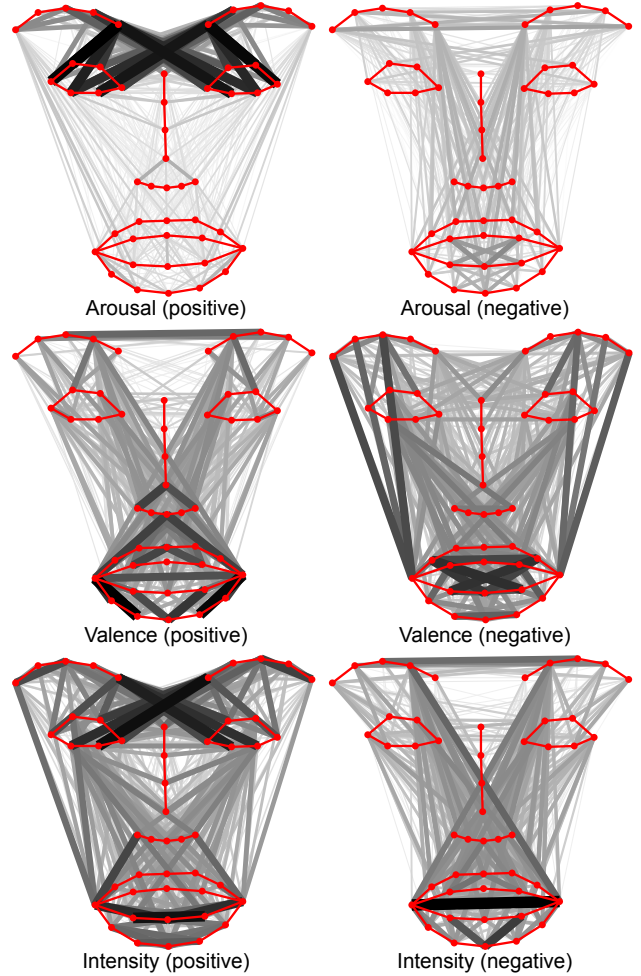 Arousal (positive)
Arousal (negative)
Valence (positive)
Valence (negative)
Intensity (positive)
Intensity (negative)